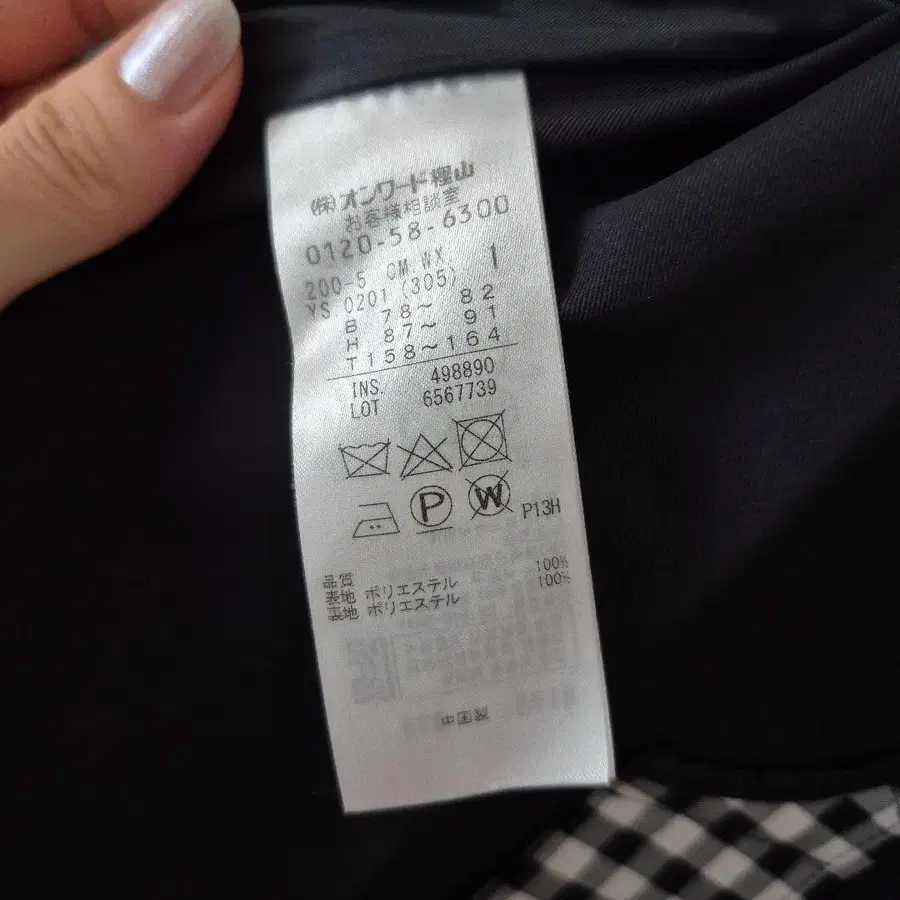 (株)オンワード樫山
お客様相談室
0120-58-6300
200-5 CM.WX. I
YS.0201 (305)
B 78～ 82
H 87～ 91
T158～164
INS. 498890
LOT 6567739
P W P13H
品質
表地 ポリエステル 100%
裏地 ポリエステル 100%
中国製